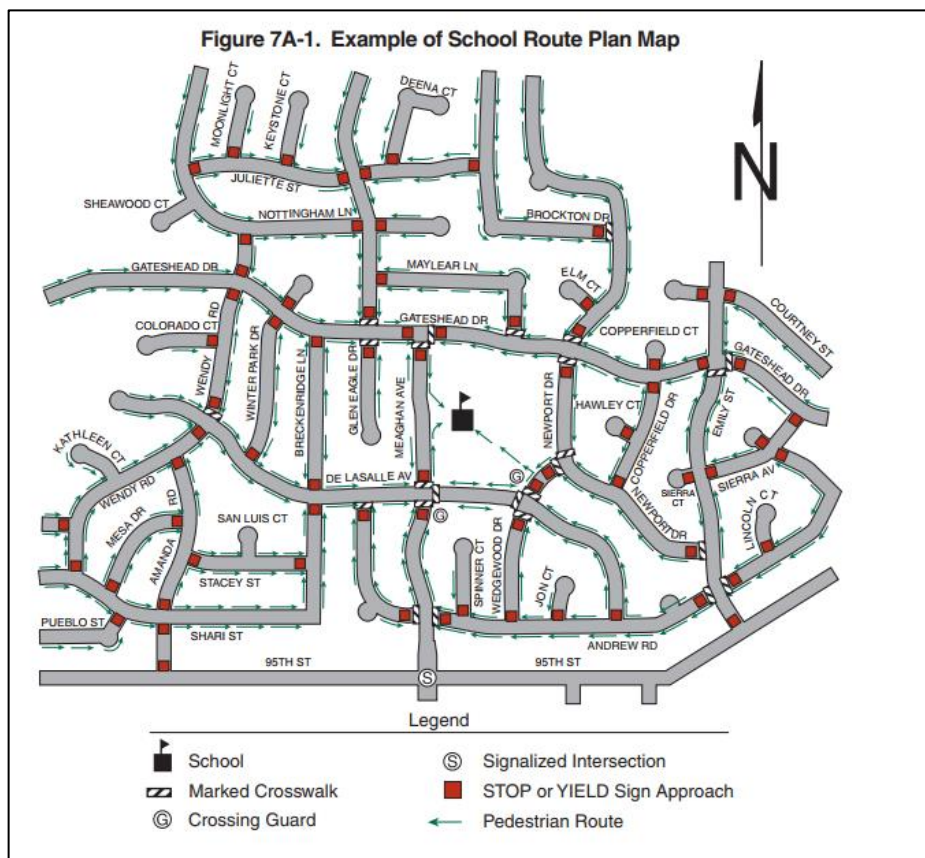 Figure 7A-1. Example of School Route Plan Map
MOONLIGHT CT
KEYSTONE CT
DEENA CT
N
JULIETTE ST
SHEAWOOD CT
NOTTINGHAM LN
BROCKTON DR
GATESHEAD DR
MAYLEAR LN
ELM CT
COURTNEY ST
COLORADO CT
WENDY RD
WINTER PARK DR
BRECKENRIDGE LN
GLEN EAGLE DR
GATESHEAD DR
MEAGHAN AVE
COPPERFIELD CT
NEWPORT DR
HAWLEY CT
COPPERFIELD DR
EMILY ST
GATESHEAD DR
KATHLEEN CT
WENDY RD
DE LASALLE AV
G
G
SIERRA CT
SIERRA AV
NEWPORT DR
LINCOLN CT
MESA DR
AMANDA RD
SAN LUIS CT
STACEY ST
SPINNER CT
WEDGEWOOD DR
JON CT
PUEBLO ST
SHARI ST
ANDREW RD
95TH ST
S
95TH ST
Legend
School
S Signalized Intersection
Marked Crosswalk
STOP or YIELD Sign Approach
G Crossing Guard
Pedestrian Route